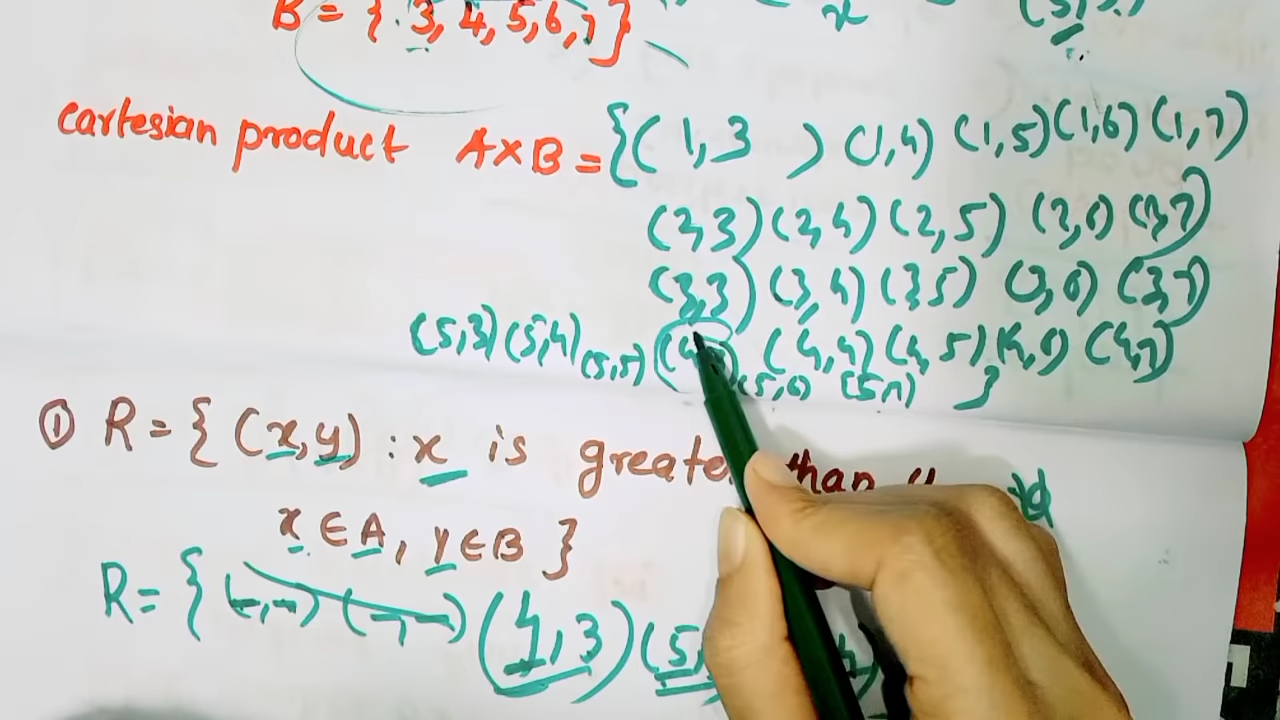 B = { 3, 4, 5, 6, 7 }
x
cartesian product A×B = { (1,3) (1,4) (1,5) (1,6) (1,7)
(2,3) (2,4) (2,5) (2,6) (2,7)
(3,3) (3,4) (3,5) (3,6) (3,7)
(5,3) (5,4) (5,5) (4,3) (4,4) (4,5) (4,6) (4,7)
(5,6) (5,7) }
① R = { (x,y) : x is greater than y
x ∈ A, y ∈ B }
R = { (4,3) (5,